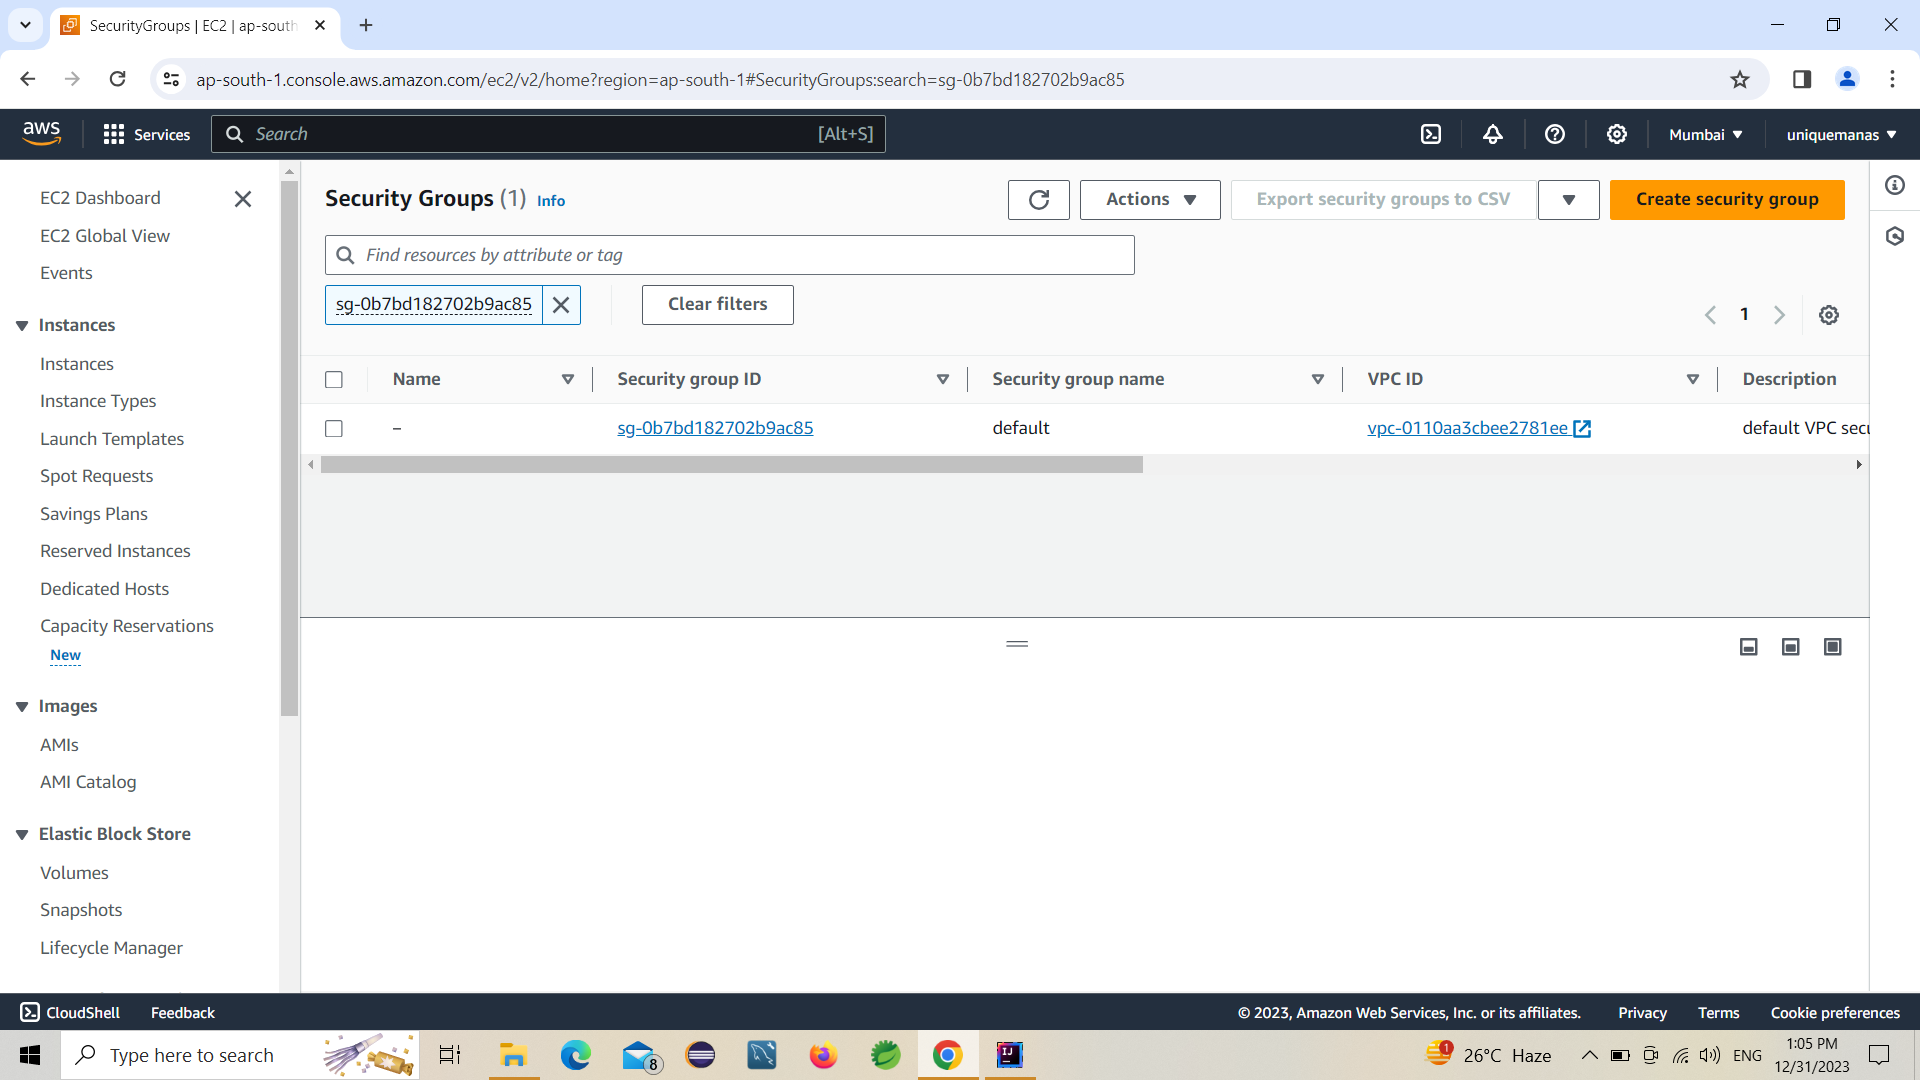 SecurityGroups | EC2 | ap-south
ap-south-1.console.aws.amazon.com/ec2/v2/home?region=ap-south-1#SecurityGroups:search=sg-0b7bd182702b9ac85
aws Services Search [Alt+S] Mumbai uniquemanas
EC2 Dashboard
EC2 Global View
Events
Instances
Instances
Instance Types
Launch Templates
Spot Requests
Savings Plans
Reserved Instances
Dedicated Hosts
Capacity Reservations
New
Images
AMIs
AMI Catalog
Elastic Block Store
Volumes
Snapshots
Lifecycle Manager
Security Groups (1) Info
Actions Export security groups to CSV Create security group
Find resources by attribute or tag
sg-0b7bd182702b9ac85 Clear filters
1
Name Security group ID Security group name VPC ID Description
– sg-0b7bd182702b9ac85 default vpc-0110aa3cbee2781ee default VPC secu
CloudShell Feedback © 2023, Amazon Web Services, Inc. or its affiliates. Privacy Terms Cookie preferences
Type here to search 8 IJ 1 26°C Haze ENG
1:05 PM
12/31/2023